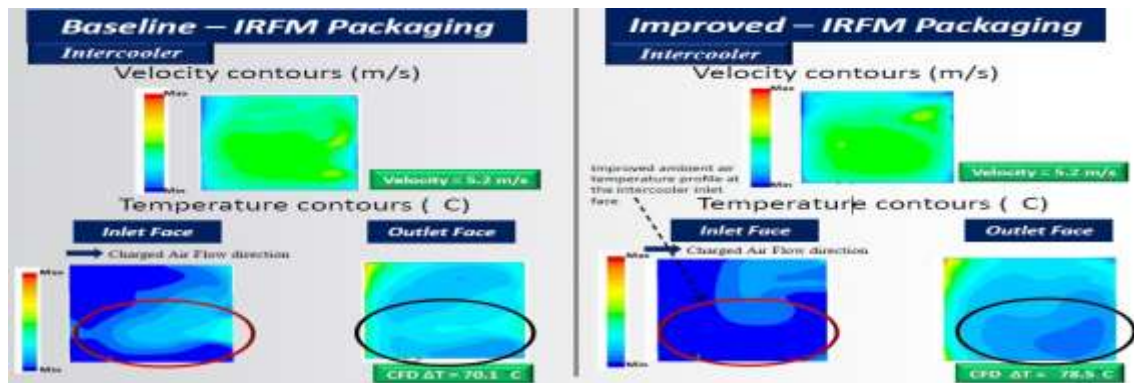 Baseline – IRFM Packaging
Intercooler
Velocity contours (m/s)
Max
Min
Velocity = 5.2 m/s
Temperature contours ( C)
Inlet Face
Outlet Face
Charged Air Flow direction
Max
Min
CFD ΔT = 70.1 C
Improved – IRFM Packaging
Intercooler
Velocity contours (m/s)
Max
Min
Improved ambient air
temperature profile at
the intercooler inlet
face
Velocity = 5.2 m/s
Temperature contours ( C)
Inlet Face
Outlet Face
Charged Air Flow direction
Max
Min
CFD ΔT = 78.5 C